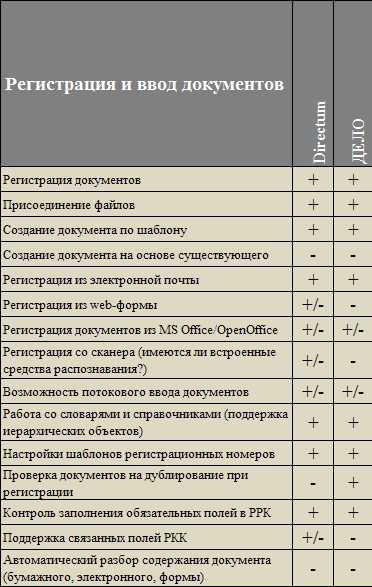 Регистрация и ввод документов
Directum
ДЕЛО
Регистрация документов + +
Присоединение файлов + +
Создание документа по шаблону + +
Создание документа на основе существующего - -
Регистрация из электронной почты + +
Регистрация из web-формы +/- -
Регистрация документов из MS Office/OpenOffice +/- +/-
Регистрация со сканера (имеются ли встроенные
средства распознавания?) +/- -
Возможность потокового ввода документов +/- +/-
Работа со словарями и справочниками (поддержка
иерархических объектов) + +
Настройки шаблонов регистрационных номеров + +
Проверка документов на дублирование при
регистрации - +
Контроль заполнения обязательных полей в РРК + +
Поддержка связанных полей РКК +/- -
Автоматический разбор содержания документа
(бумажного, электронного, формы) - -